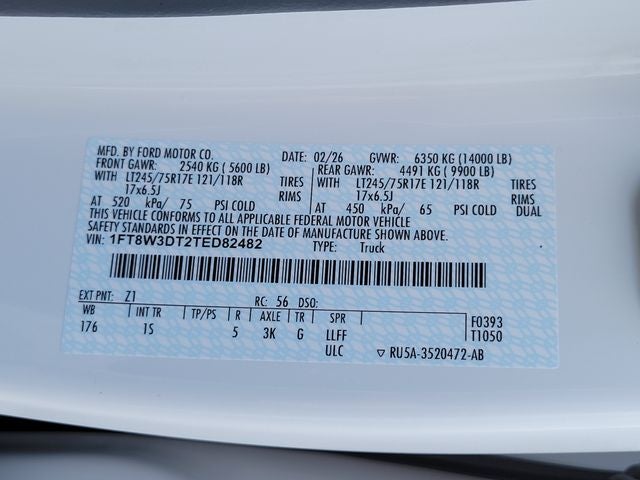 MFD. BY FORD MOTOR CO. DATE: 02/26 GVWR: 6350 KG (14000 LB)
FRONT GAWR: 2540 KG (5600 LB) REAR GAWR: 4491 KG (9900 LB)
WITH LT245/75R17E 121/118R TIRES WITH LT245/75R17E 121/118R TIRES
17x6.5J RIMS 17x6.5J RIMS
AT 520 kPa/ 75 PSI COLD AT 450 kPa/ 65 PSI COLD DUAL
THIS VEHICLE CONFORMS TO ALL APPLICABLE FEDERAL MOTOR VEHICLE
SAFETY STANDARDS IN EFFECT ON THE DATE OF MANUFACTURE SHOWN ABOVE.
VIN: 1FT8W3DT2TED82482 TYPE: Truck
EXT PNT: Z1 RC: 56 DSO:
WB INT TR TP/PS R AXLE TR SPR F0393
176 1S 5 3K G LLFF T1050
ULC ▽ RU5A-3520472-AB